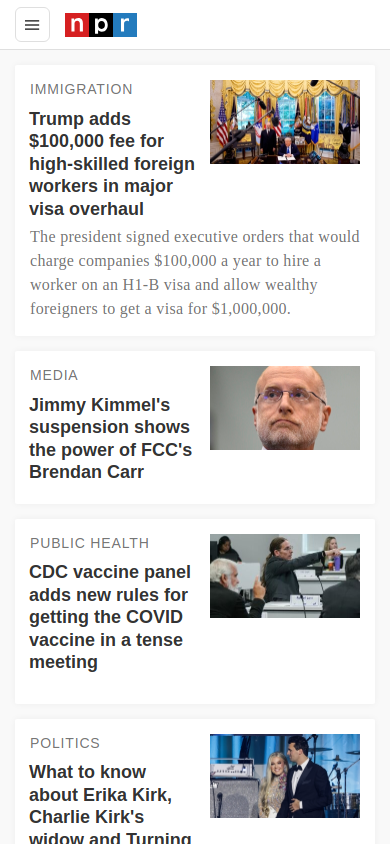 npr
IMMIGRATION
Trump adds
$100,000 fee for
high-skilled foreign
workers in major
visa overhaul
The president signed executive orders that would
charge companies $100,000 a year to hire a
worker on an H1-B visa and allow wealthy
foreigners to get a visa for $1,000,000.
MEDIA
Jimmy Kimmel's
suspension shows
the power of FCC's
Brendan Carr
PUBLIC HEALTH
CDC vaccine panel
adds new rules for
getting the COVID
vaccine in a tense
meeting
POLITICS
What to know
about Erika Kirk,
Charlie Kirk's
widow and Turning